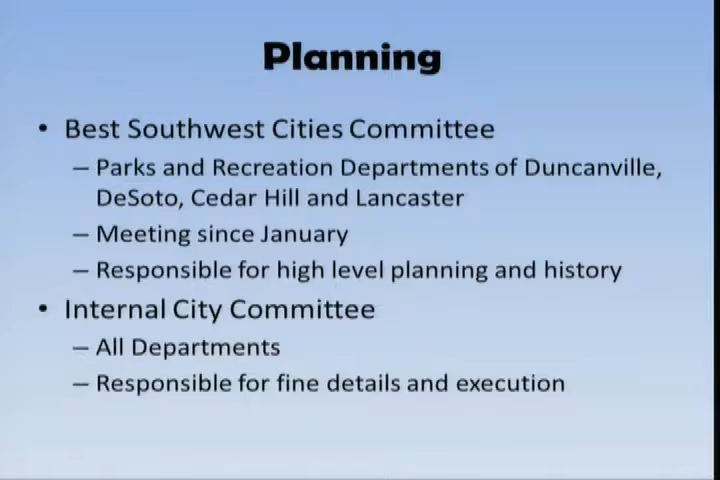 Planning
• Best Southwest Cities Committee
– Parks and Recreation Departments of Duncanville,
DeSoto, Cedar Hill and Lancaster
– Meeting since January
– Responsible for high level planning and history
• Internal City Committee
– All Departments
– Responsible for fine details and execution